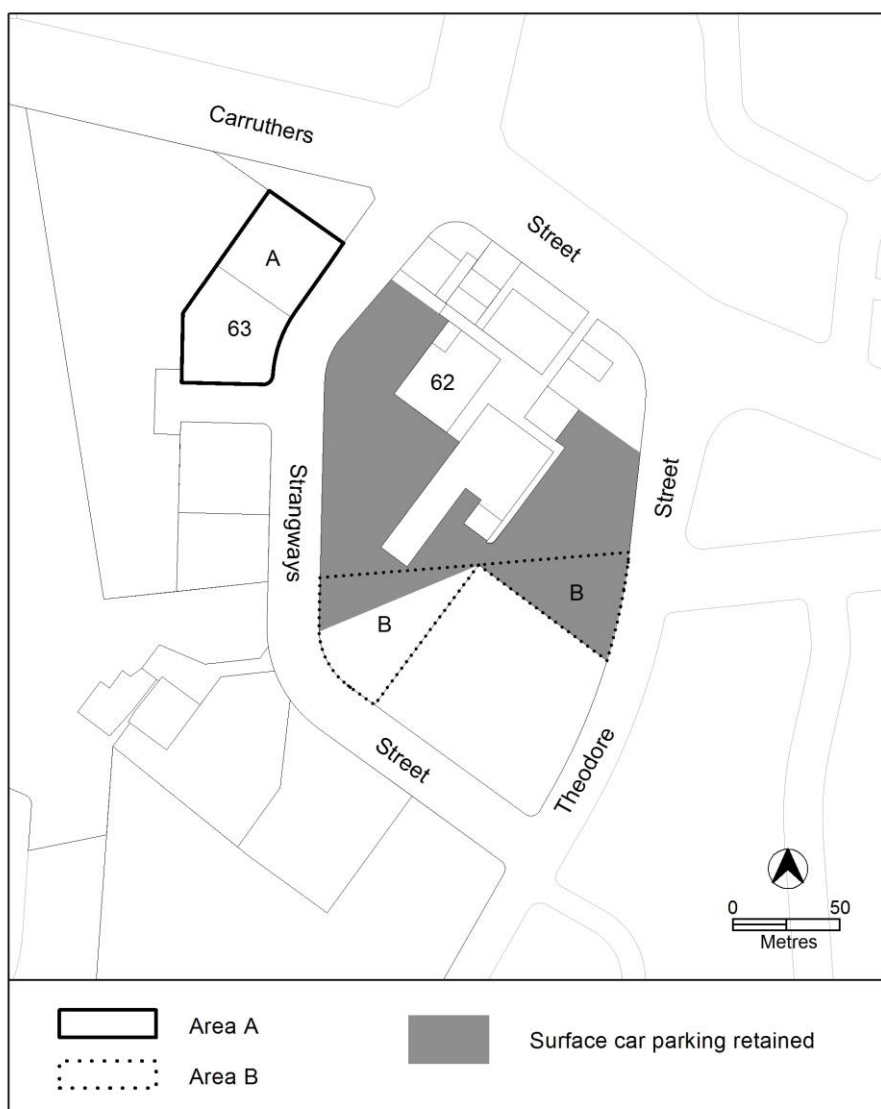 Carruthers
Street
A
63
62
Strangways
Street
B
B
Street
Theodore
0 50
Metres
Area A
Surface car parking retained
Area B